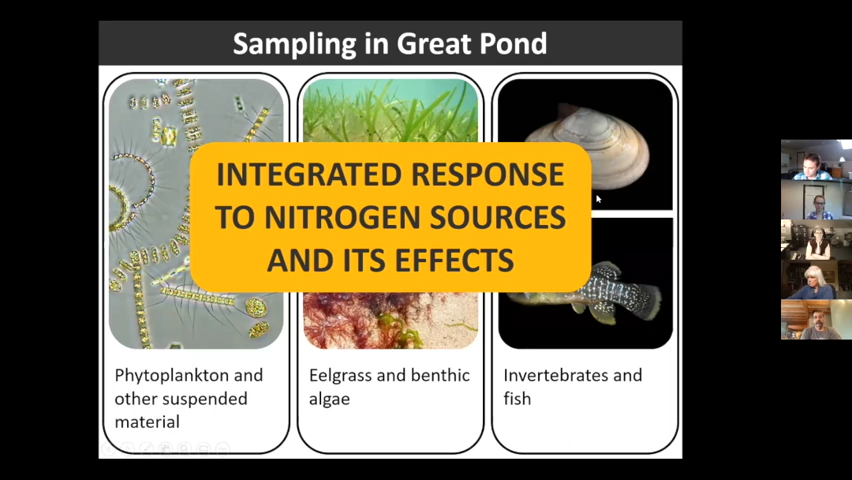 Sampling in Great Pond
INTEGRATED RESPONSE
TO NITROGEN SOURCES
AND ITS EFFECTS
Phytoplankton and
other suspended
material
Eelgrass and benthic
algae
Invertebrates and
fish